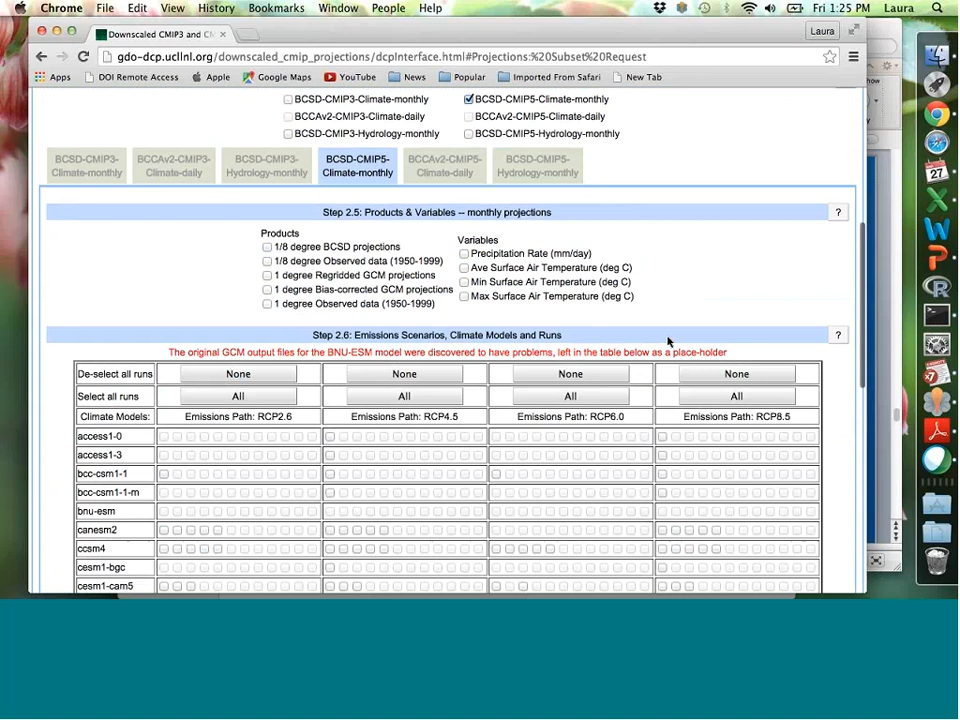 Chrome File Edit View History Bookmarks Window People Help Fri 1:25 PM Laura
Downscaled CMIP3 and C × Laura
gdo-dcp.ucllnl.org/downscaled_cmip_projections/dcpInterface.html#Projections:%20Subset%20Request
Apps DOI Remote Access Apple Google Maps YouTube News Popular Imported From Safari New Tab
BCSD-CMIP3-Climate-monthly BCSD-CMIP5-Climate-monthly
BCCAv2-CMIP3-Climate-daily BCCAv2-CMIP5-Climate-daily
BCSD-CMIP3-Hydrology-monthly BCSD-CMIP5-Hydrology-monthly
BCSD-CMIP3- BCCAv2-CMIP3- BCSD-CMIP3- BCSD-CMIP5- BCCAv2-CMIP5- BCSD-CMIP5-
Climate-monthly Climate-daily Hydrology-monthly Climate-monthly Climate-daily Hydrology-monthly
Step 2.5: Products & Variables -- monthly projections ?
Products
1/8 degree BCSD projections
1/8 degree Observed data (1950-1999)
1 degree Regridded GCM projections
1 degree Bias-corrected GCM projections
1 degree Observed data (1950-1999)
Variables
Precipitation Rate (mm/day)
Ave Surface Air Temperature (deg C)
Min Surface Air Temperature (deg C)
Max Surface Air Temperature (deg C)
Step 2.6: Emissions Scenarios, Climate Models and Runs ?
The original GCM output files for the BNU-ESM model were discovered to have problems, left in the table below as a place-holder
De-select all runs None None None None
Select all runs All All All All
Climate Models: Emissions Path: RCP2.6 Emissions Path: RCP4.5 Emissions Path: RCP6.0 Emissions Path: RCP8.5
access1-0
access1-3
bcc-csm1-1
bcc-csm1-1-m
bnu-esm
canesm2
ccsm4
cesm1-bgc
cesm1-cam5